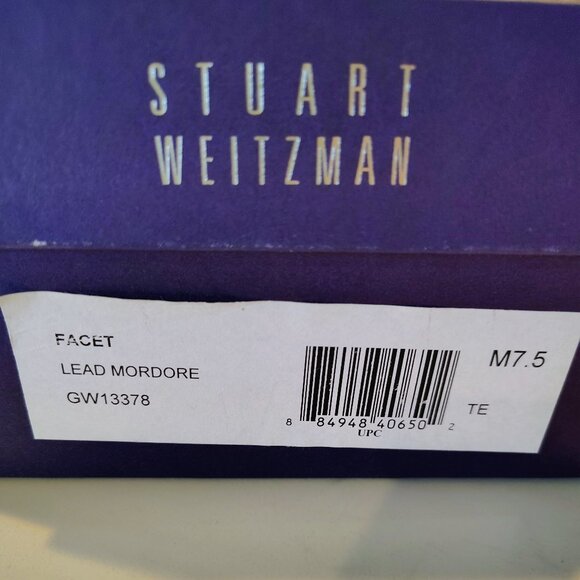 STUART
WEITZMAN
FACET
LEAD MORDORE
GW13378
M7.5
TE
8 84948 40650 2
UPC